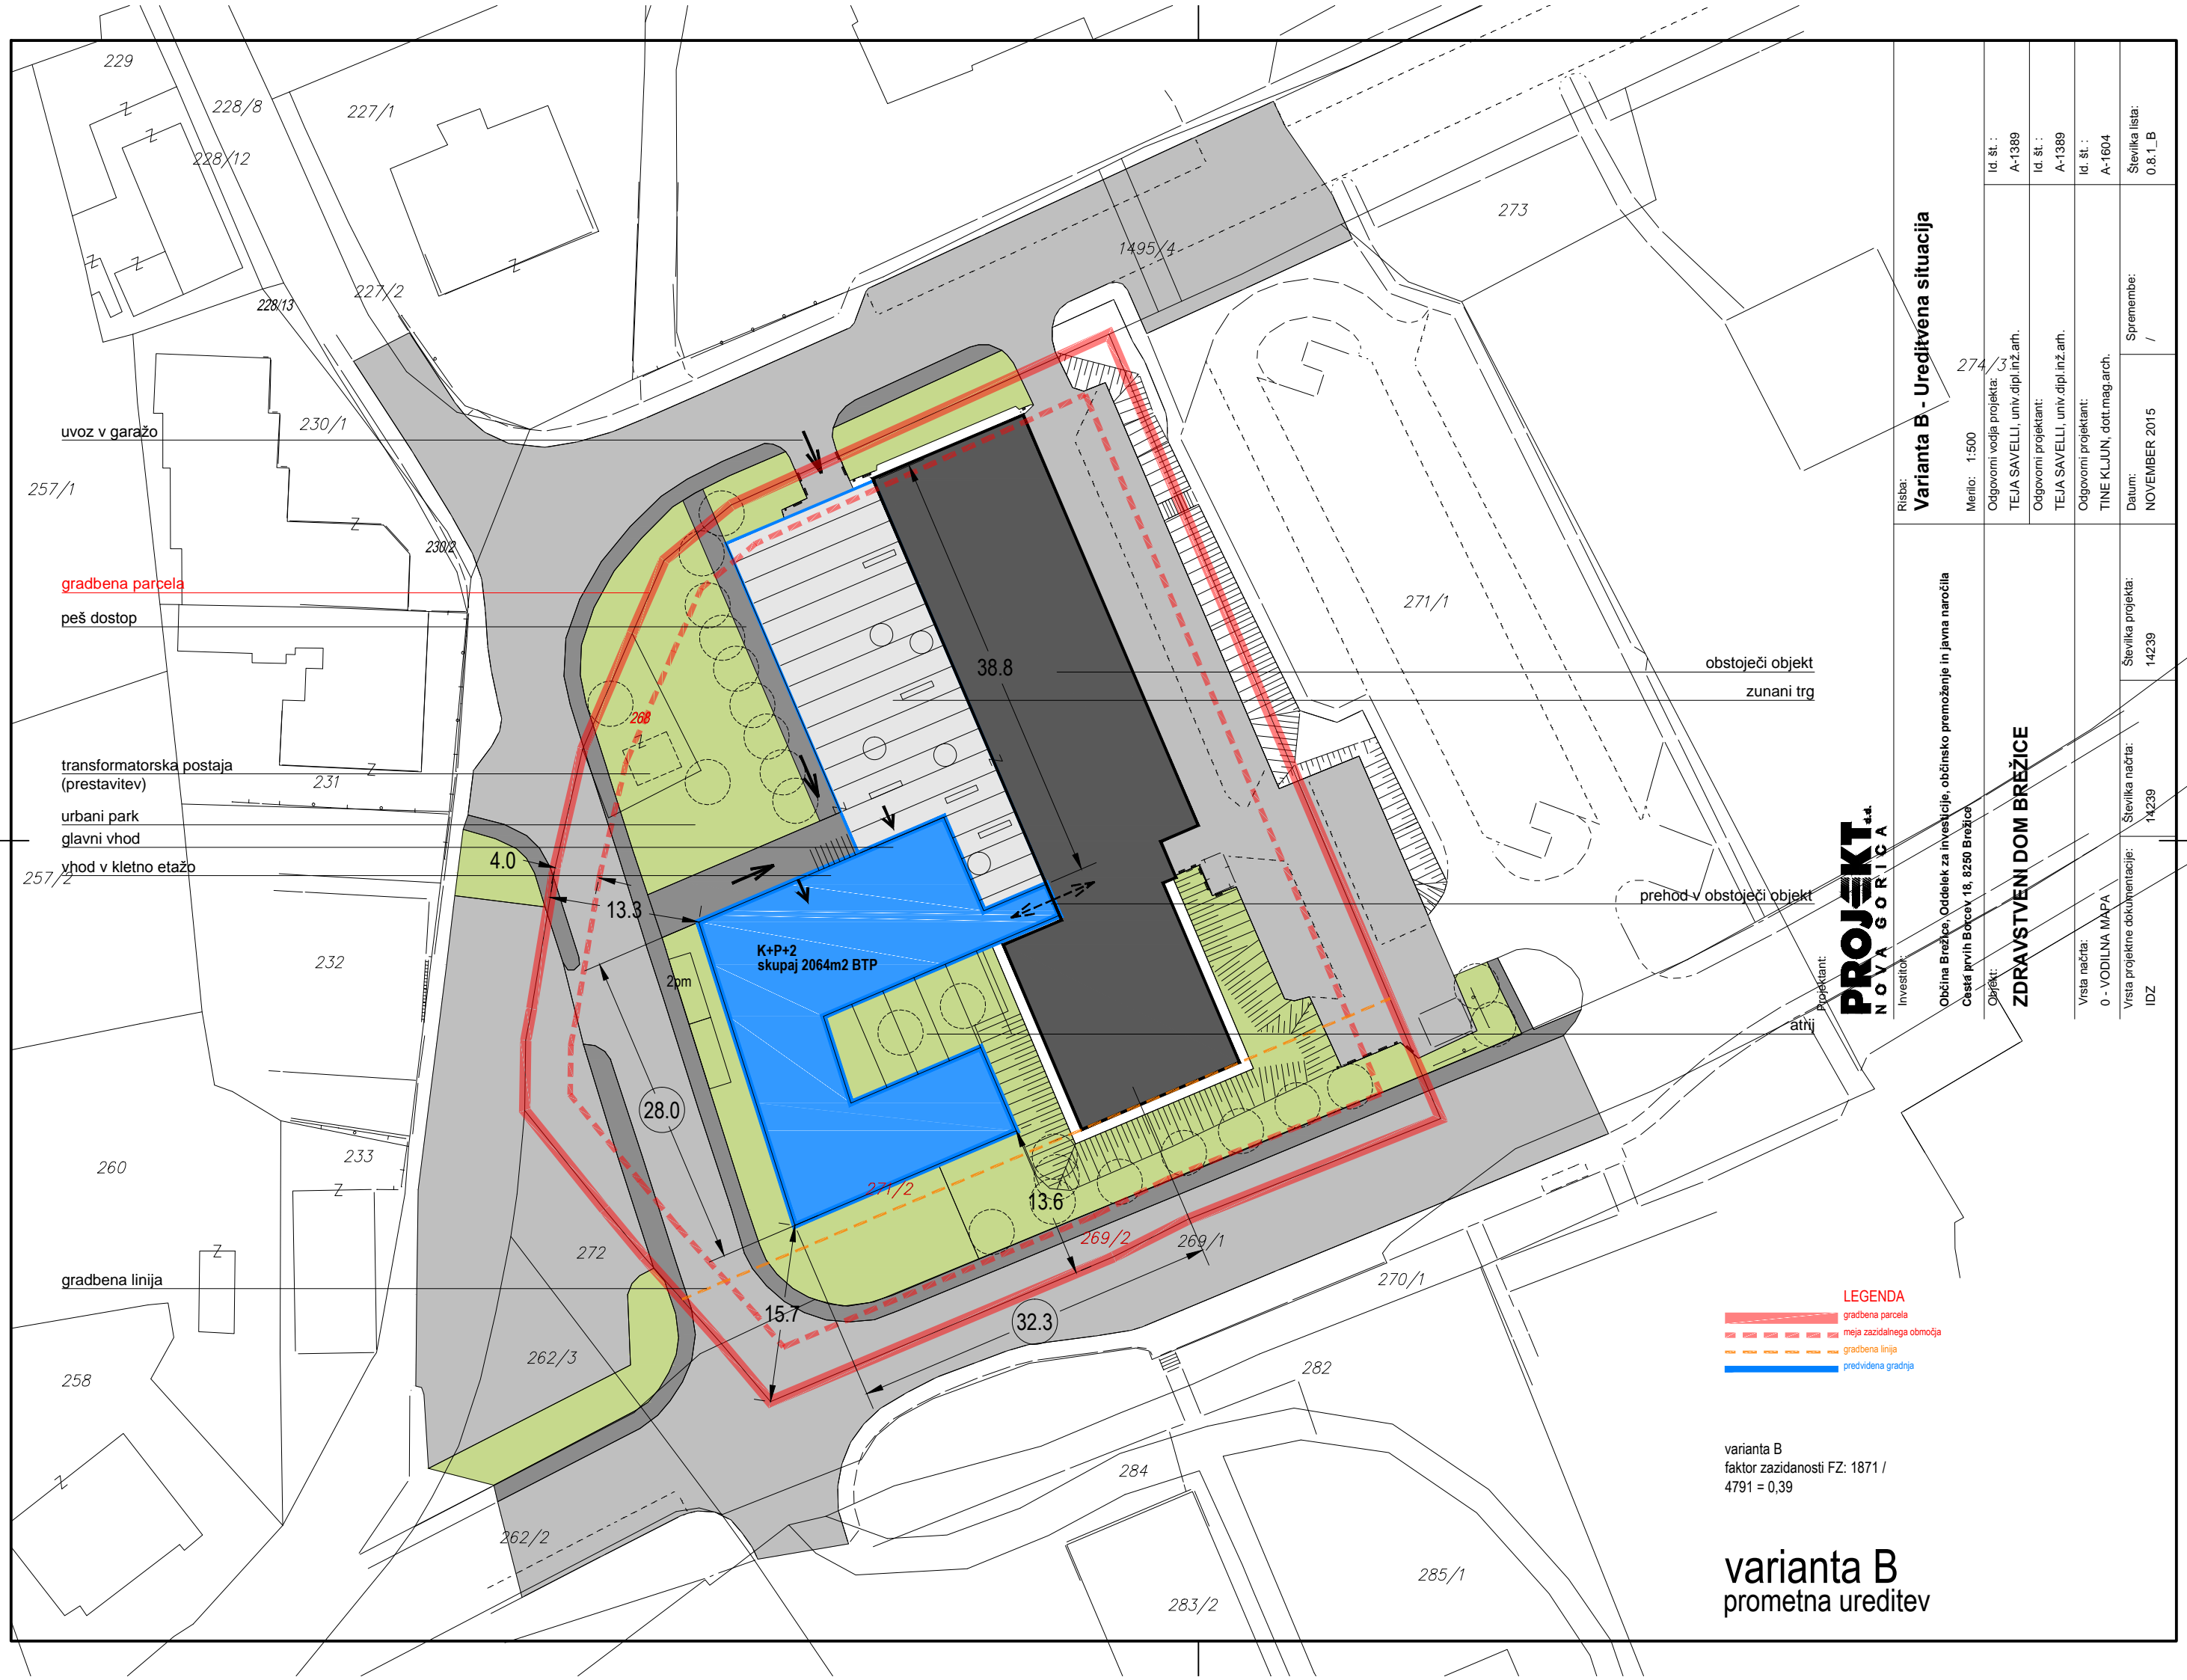 229
228/8
228/12
227/1
227/2
228/13
230/1
257/1
230/2
231
257/2
232
260
233
258
272
262/3
262/2
268
271/2
269/2
269/1
270/1
282
284
283/2
285/1
271/1
273
274/3
1495/4
uvoz v garažo
gradbena parcela
peš dostop
transformatorska postaja
(prestavitev)
urbani park
glavni vhod
vhod v kletno etažo
gradbena linija
obstoječi objekt
zunani trg
prehod v obstoječi objekt
atrij
38.8
4.0
13.3
28.0
15.7
13.6
32.3
K+P+2
skupaj 2064m2 BTP
2pm
Z
Z
Z
Z
Z
Z
Z
Z
Z
Z
Z
Z
Z
LEGENDA
gradbena parcela
meja zazidalnega območja
gradbena linija
predvidena gradnja
varianta B
faktor zazidanosti FZ: 1871 /
4791 = 0,39
varianta B
prometna ureditev
Projektant:
PROJEKT d.d.
NOVA GORICA
Investitor:
Občina Brežice, Oddelek za investicije, občinsko premoženje in javna naročila
Cesta prvih Borcev 18, 8250 Brežice
Objekt:
ZDRAVSTVENI DOM BREŽICE
Vrsta načrta:
0 - VODILNA MAPA
Vrsta projektne dokumentacije:
IDZ
Številka načrta:
14239
Številka projekta:
14239
Risba:
Varianta B - Ureditvena situacija
Merilo: 1:500
Odgovorni vodja projekta:
TEJA SAVELLI, univ.dipl.inž.arh.
Id. št. :
A-1389
Odgovorni projektant:
TEJA SAVELLI, univ.dipl.inž.arh.
Id. št. :
A-1389
Odgovorni projektant:
TINE KLJUN, dott.mag.arch.
Id. št. :
A-1604
Datum:
NOVEMBER 2015
Spremembe:
/
Številka lista:
0.8.1_B